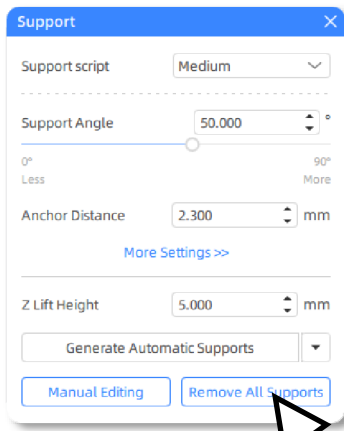 Support
Support script Medium
Support Angle 50.000 °
0° 90°
Less More
Anchor Distance 2.300 mm
More Settings >>
Z Lift Height 5.000 mm
Generate Automatic Supports
Manual Editing Remove All Supports